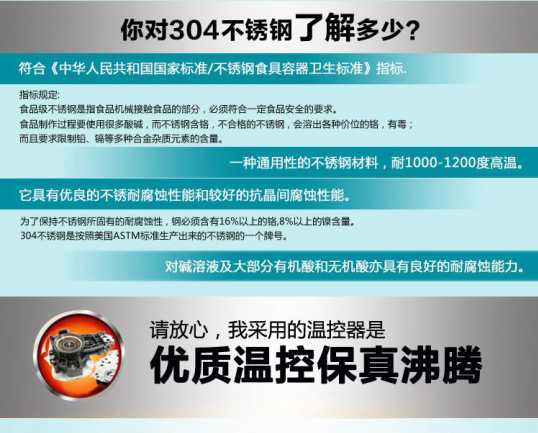 你对304不锈钢了解多少?
符合《中华人民共和国国家标准/不锈钢食具容器卫生标准》指标.
指标规定:
食品级不锈钢是指食品机械接触食品的部分，必须符合一定食品安全的要求。
食品制作过程要使用很多酸碱，而不锈钢含铬，不合格的不锈钢，会溶出各种价位的铬，有毒；
而且要求限制铅、镉等多种合金杂质元素的含量。
一种通用性的不锈钢材料，耐1000-1200度高温。
它具有优良的不锈耐腐蚀性能和较好的抗晶间腐蚀性能。
为了保持不锈钢所固有的耐腐蚀性，钢必须含有16%以上的铬,8%以上的镍含量。
304不锈钢是按照美国ASTM标准生产出来的不锈钢的一个牌号。
对碱溶液及大部分有机酸和无机酸亦具有良好的耐腐蚀能力。
请放心，我采用的温控器是
优质温控保真沸腾